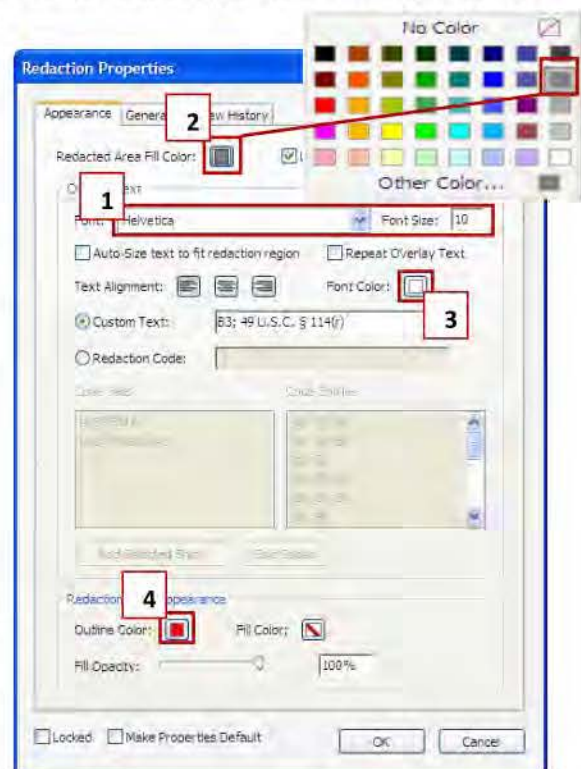 No Color
Redaction Properties
Appearance General ew History
2
Redacted Area Fill Color:
Other Color...
1
Font: Helvetica Font Size: 10
Auto-Size text to fit redaction region Repeat Overlay Text
Text Alignment: Font Color:
Custom Text: B3; 49 U.S.C. § 114(r) 3
Redaction Code:
Code Entries
Redaction 4 ppearance
Outline Color: Fill Color:
Fill Opacity: 100%
Locked Make Properties Default OK Cancel